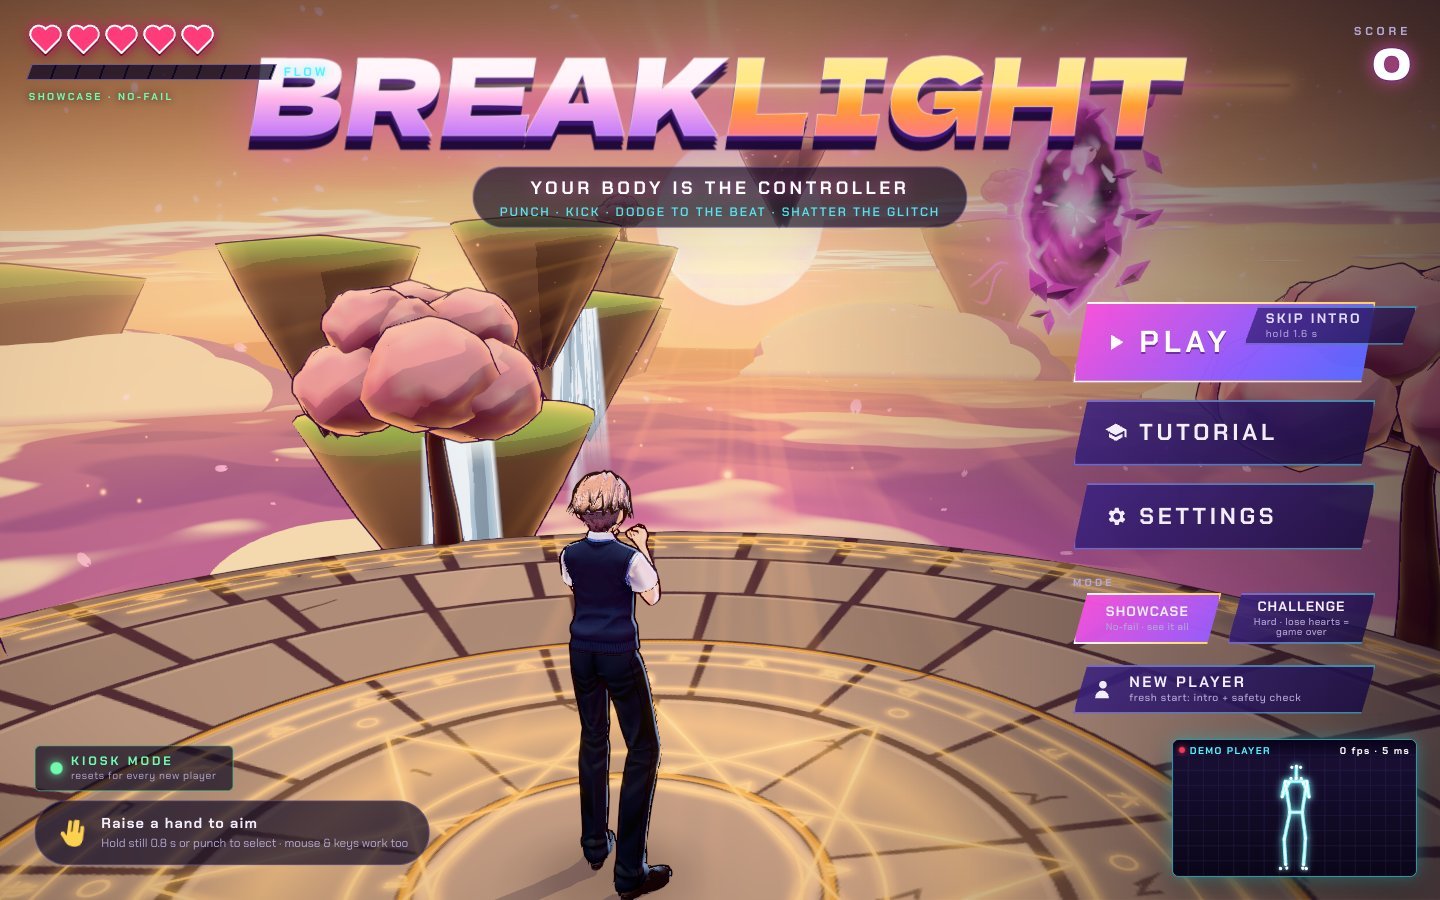 FLOW
SHOWCASE · NO-FAIL
BREAKLIGHT
SCORE
0
YOUR BODY IS THE CONTROLLER
PUNCH · KICK · DODGE TO THE BEAT · SHATTER THE GLITCH
PLAY
SKIP INTRO
hold 1.6 s
TUTORIAL
SETTINGS
MODE
SHOWCASE
No-fail · see it all
CHALLENGE
Hard · lose hearts =
game over
NEW PLAYER
fresh start: intro + safety check
KIOSK MODE
resets for every new player
Raise a hand to aim
Hold still 0.8 s or punch to select · mouse & keys work too
DEMO PLAYER
0 fps · 5 ms